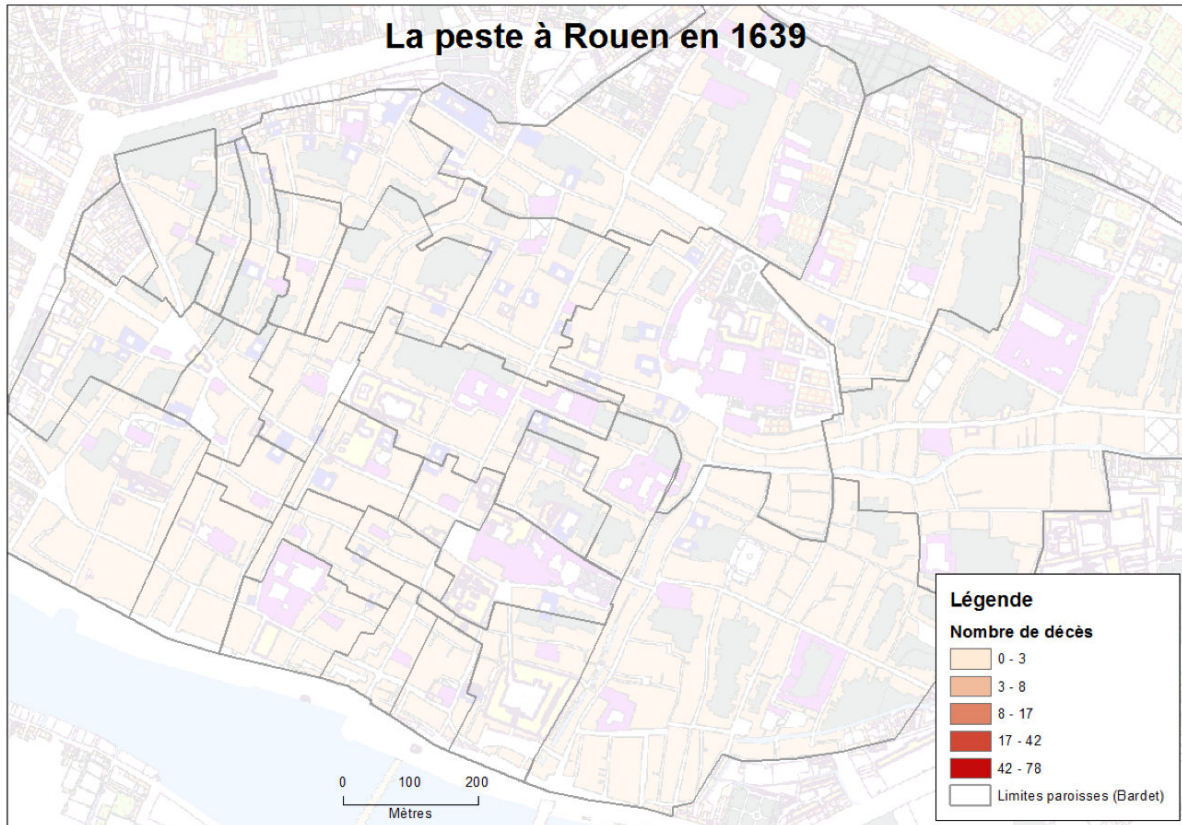 La peste à Rouen en 1639
Légende
Nombre de décès
0 - 3
3 - 8
8 - 17
17 - 42
42 - 78
Limites paroisses (Bardet)
0 100 200
Mètres